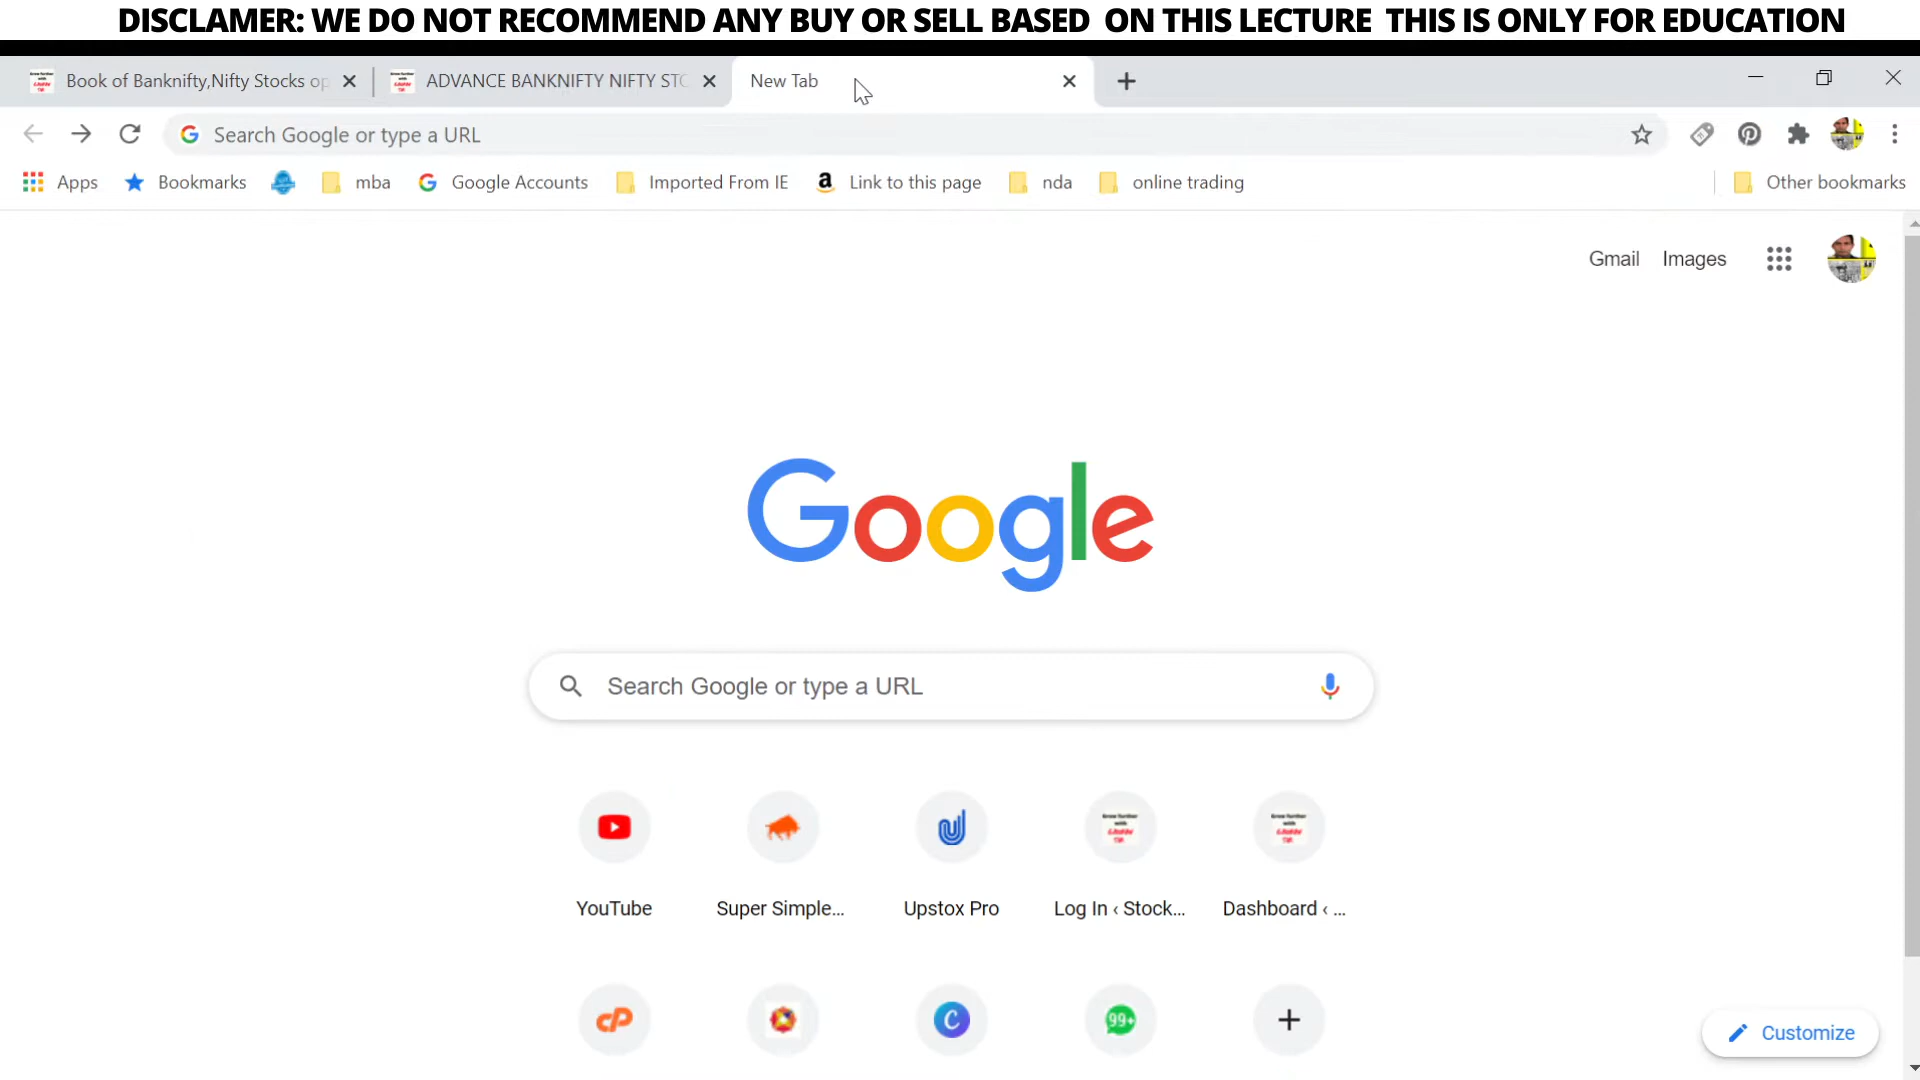 DISCLAMER: WE DO NOT RECOMMEND ANY BUY OR SELL BASED ON THIS LECTURE THIS IS ONLY FOR EDUCATION
Book of Banknifty,Nifty Stocks op
ADVANCE BANKNIFTY NIFTY STO
New Tab
Search Google or type a URL
Apps
Bookmarks
mba
Google Accounts
Imported From IE
Link to this page
nda
online trading
Other bookmarks
Gmail
Images
Google
Search Google or type a URL
YouTube
Super Simple...
Upstox Pro
Log In ‹ Stock...
Dashboard ‹ ...
cP
C
99+
Customize